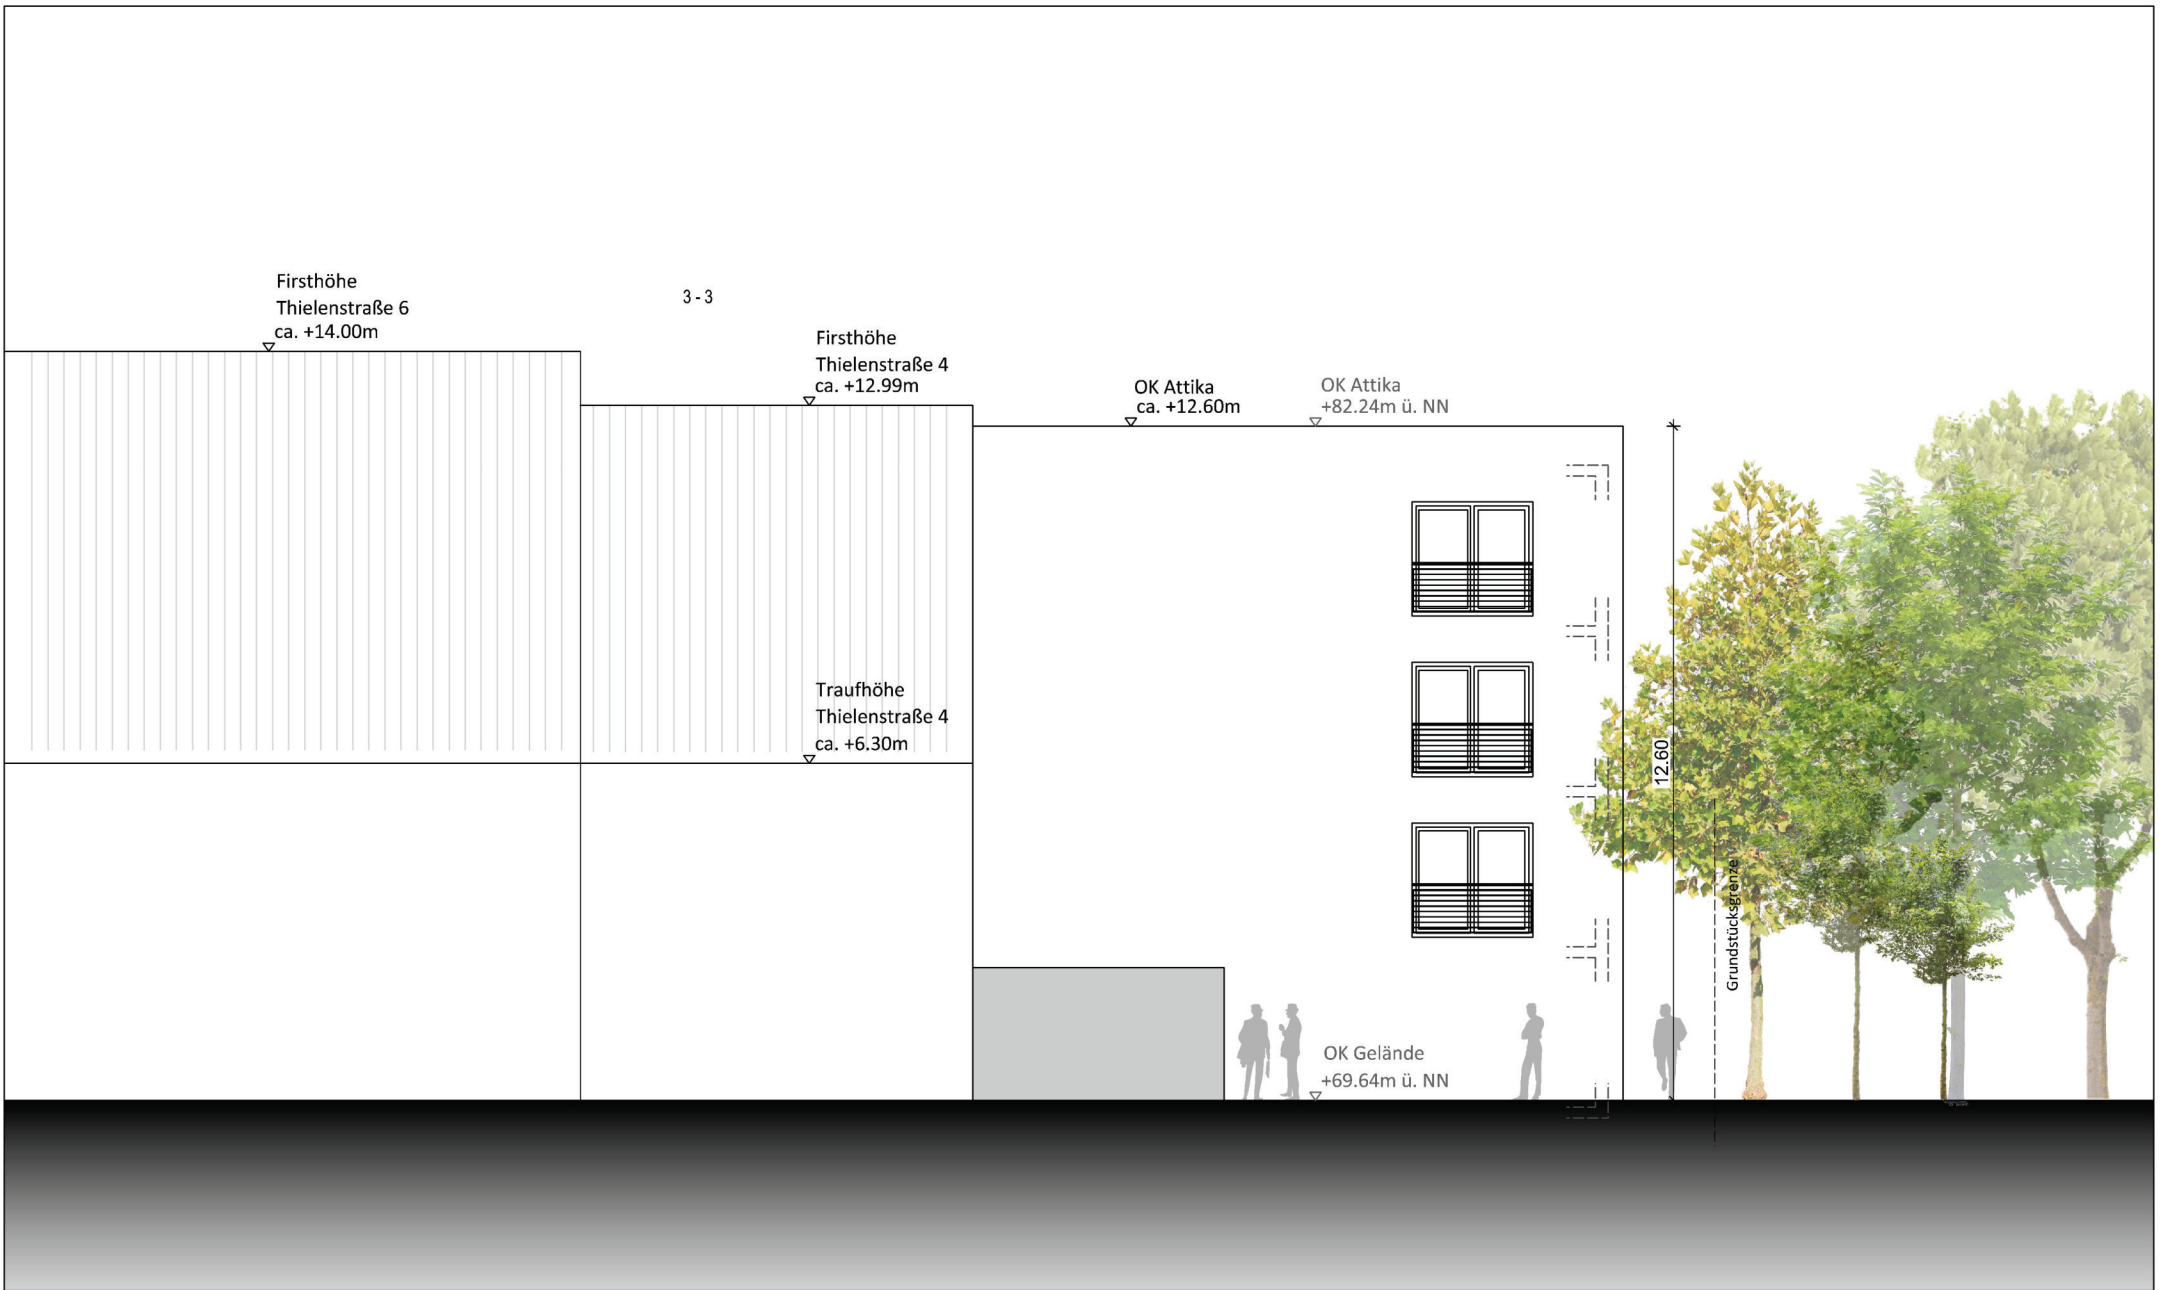 Firsthöhe
Thielenstraße 6
ca. +14.00m
3 - 3
Firsthöhe
Thielenstraße 4
ca. +12.99m
OK Attika
ca. +12.60m
OK Attika
+82.24m ü. NN
Traufhöhe
Thielenstraße 4
ca. +6.30m
12.60
Grundstücksgrenze
OK Gelände
+69.64m ü. NN